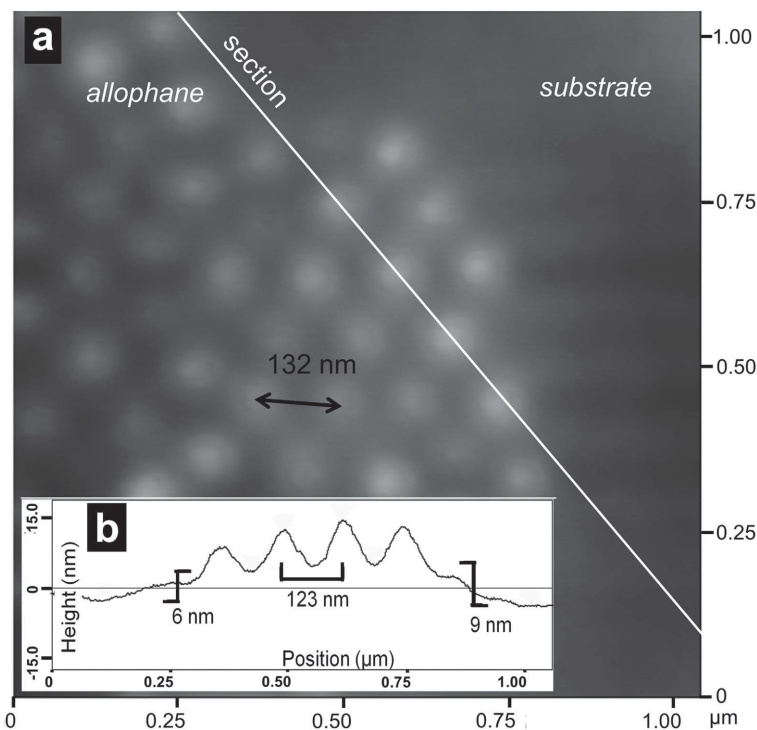 a
allophane
section
substrate
1.00
0.75
132 nm
0.50
b
15.0
0
-15.0
Height (nm)
6 nm
123 nm
9 nm
Position (µm)
0
0.25
0.50
0.75
1.00
0.25
0
0
0.25
0.50
0.75
1.00
µm